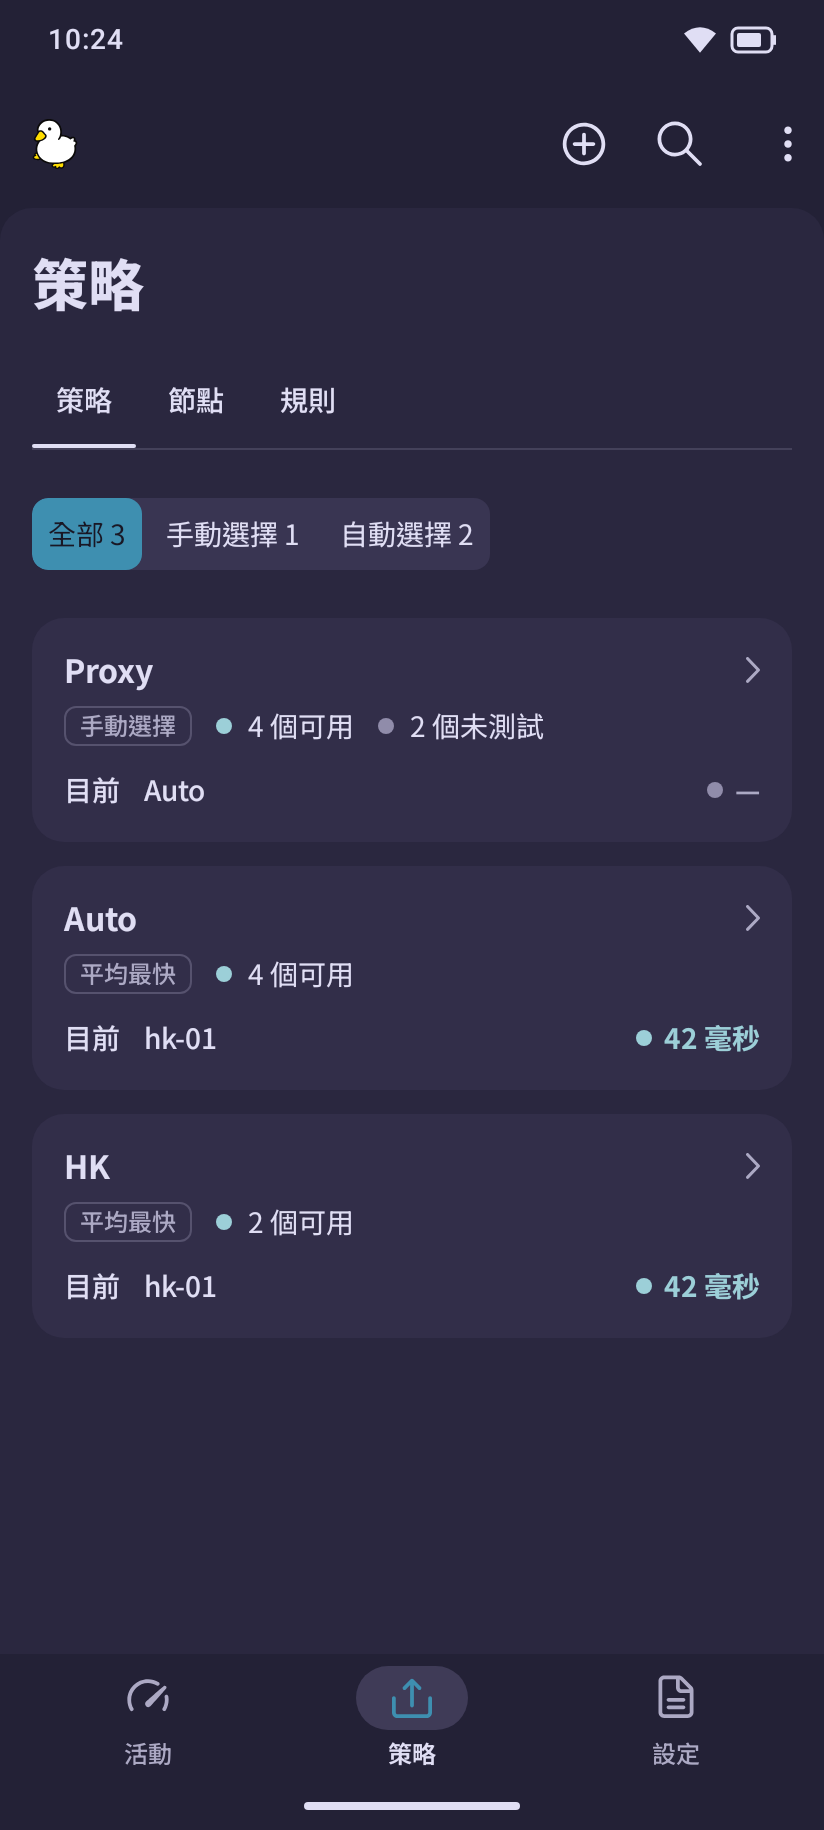 10:24
策略
策略 節點 規則
全部 3 手動選擇 1 自動選擇 2
Proxy
手動選擇 4 個可用 2 個未測試
目前 Auto —
Auto
平均最快 4 個可用
目前 hk-01 42 毫秒
HK
平均最快 2 個可用
目前 hk-01 42 毫秒
活動 策略 設定